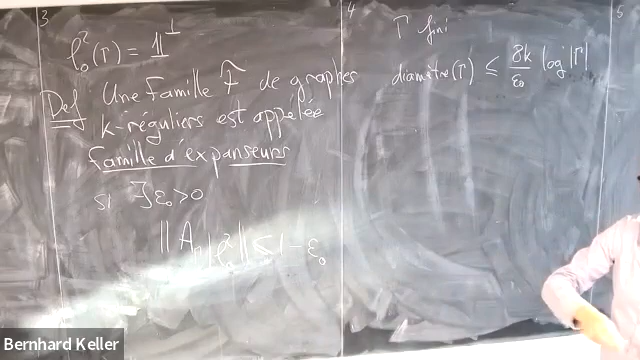 3
ℓ²₀(Γ) = 𝟙^⊥
Def Une famille F de graphes
k-réguliers est appelée
famille d'expanseurs
si ∃ε₀>0
‖A_Γ|ℓ²₀‖ ≤ 1-ε₀
4
Γ fini
diamètre(Γ) ≤ 8k/ε₀ log|Γ|
5
Bernhard Keller